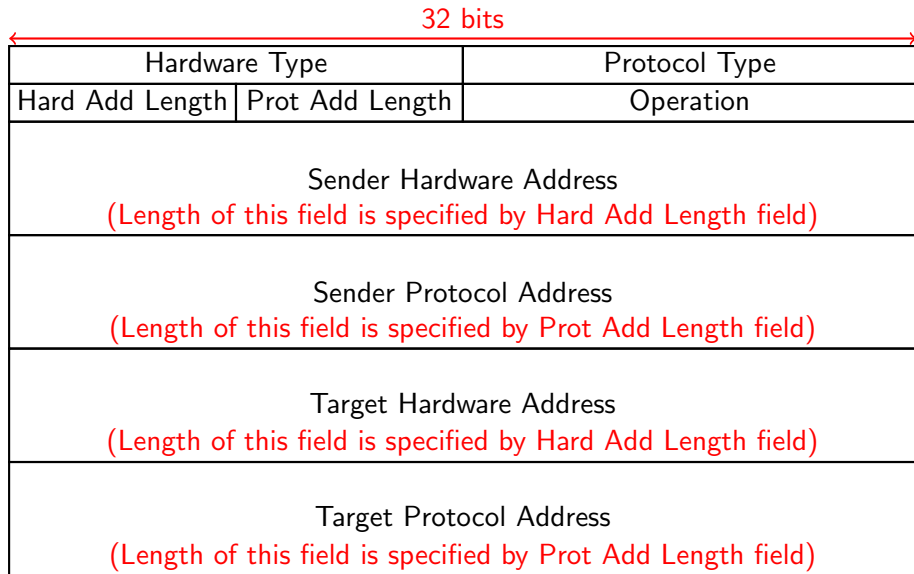 32 bits
Hardware Type Protocol Type
Hard Add Length Prot Add Length Operation
Sender Hardware Address
(Length of this field is specified by Hard Add Length field)
Sender Protocol Address
(Length of this field is specified by Prot Add Length field)
Target Hardware Address
(Length of this field is specified by Hard Add Length field)
Target Protocol Address
(Length of this field is specified by Prot Add Length field)